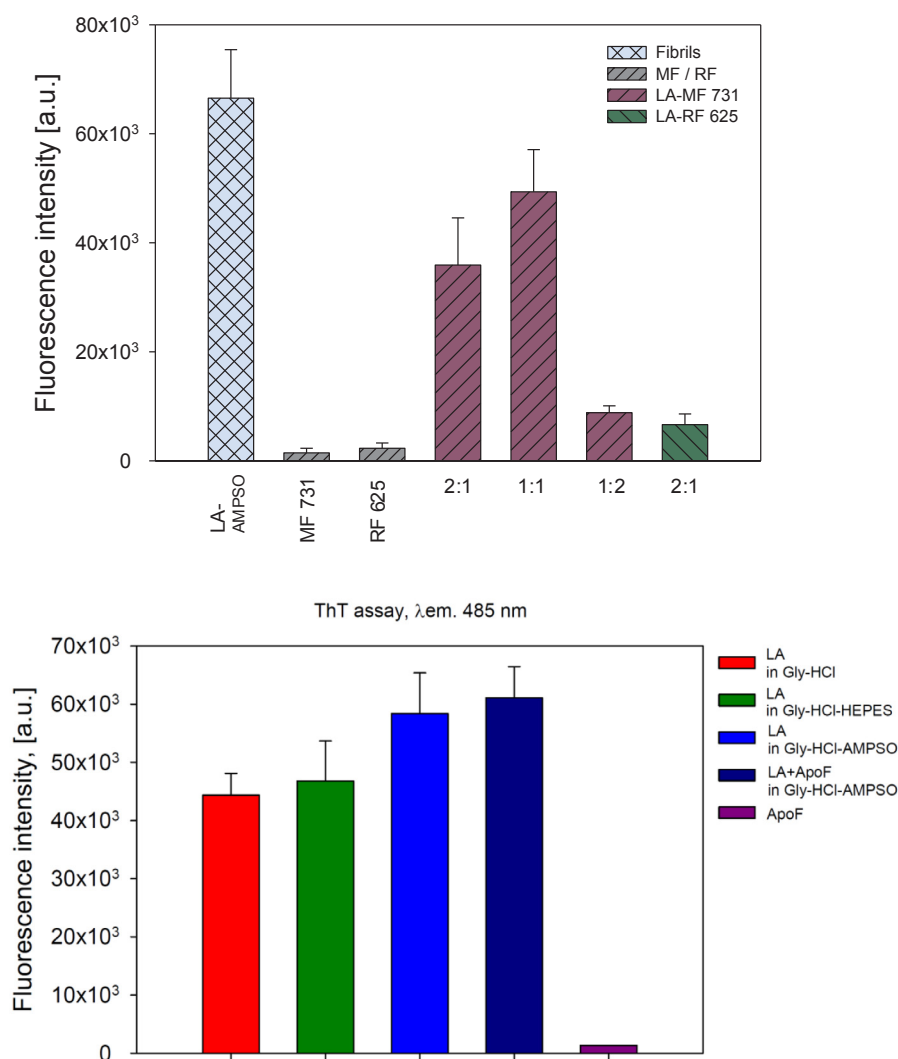 80x10³
Fibrils
MF / RF
LA-MF 731
LA-RF 625
60x10³
40x10³
20x10³
0
Fluorescence intensity [a.u.]
LA-
AMPSO
MF 731
RF 625
2:1
1:1
1:2
2:1
ThT assay, λem. 485 nm
70x10³
60x10³
50x10³
40x10³
30x10³
20x10³
10x10³
0
Fluorescence intensity, [a.u.]
LA
in Gly-HCl
LA
in Gly-HCl-HEPES
LA
in Gly-HCl-AMPSO
LA+ApoF
in Gly-HCl-AMPSO
ApoF